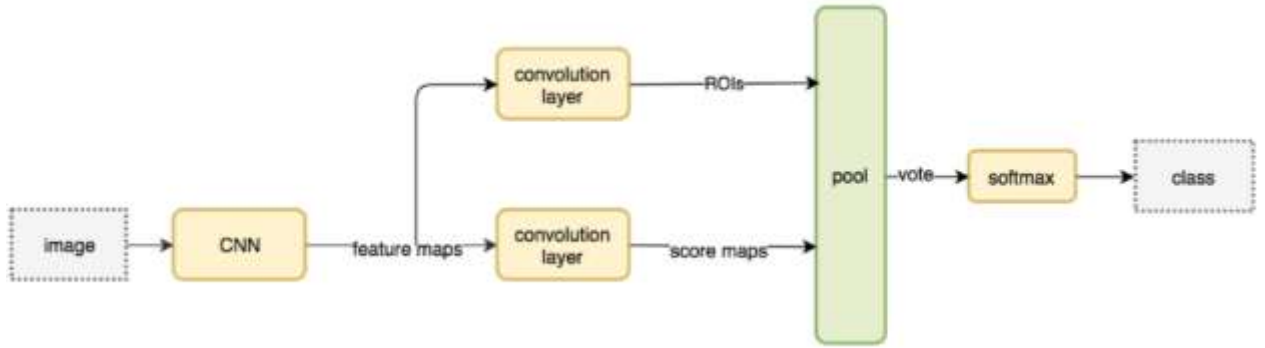 convolution
layer
ROIs
pool
vote
softmax
class
image
CNN
feature maps
convolution
layer
score maps